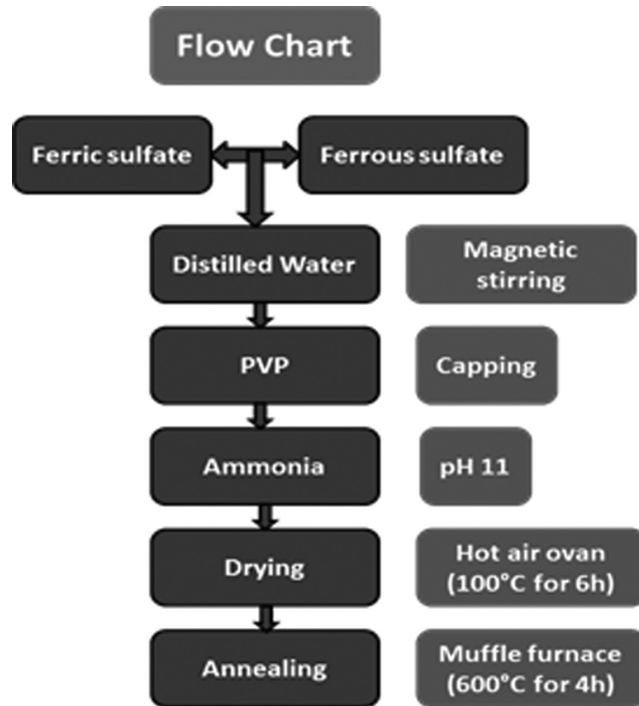 Flow Chart
Ferric sulfate
Ferrous sulfate
Distilled Water
Magnetic
stirring
PVP
Capping
Ammonia
pH 11
Drying
Hot air ovan
(100°C for 6h)
Annealing
Muffle furnace
(600°C for 4h)